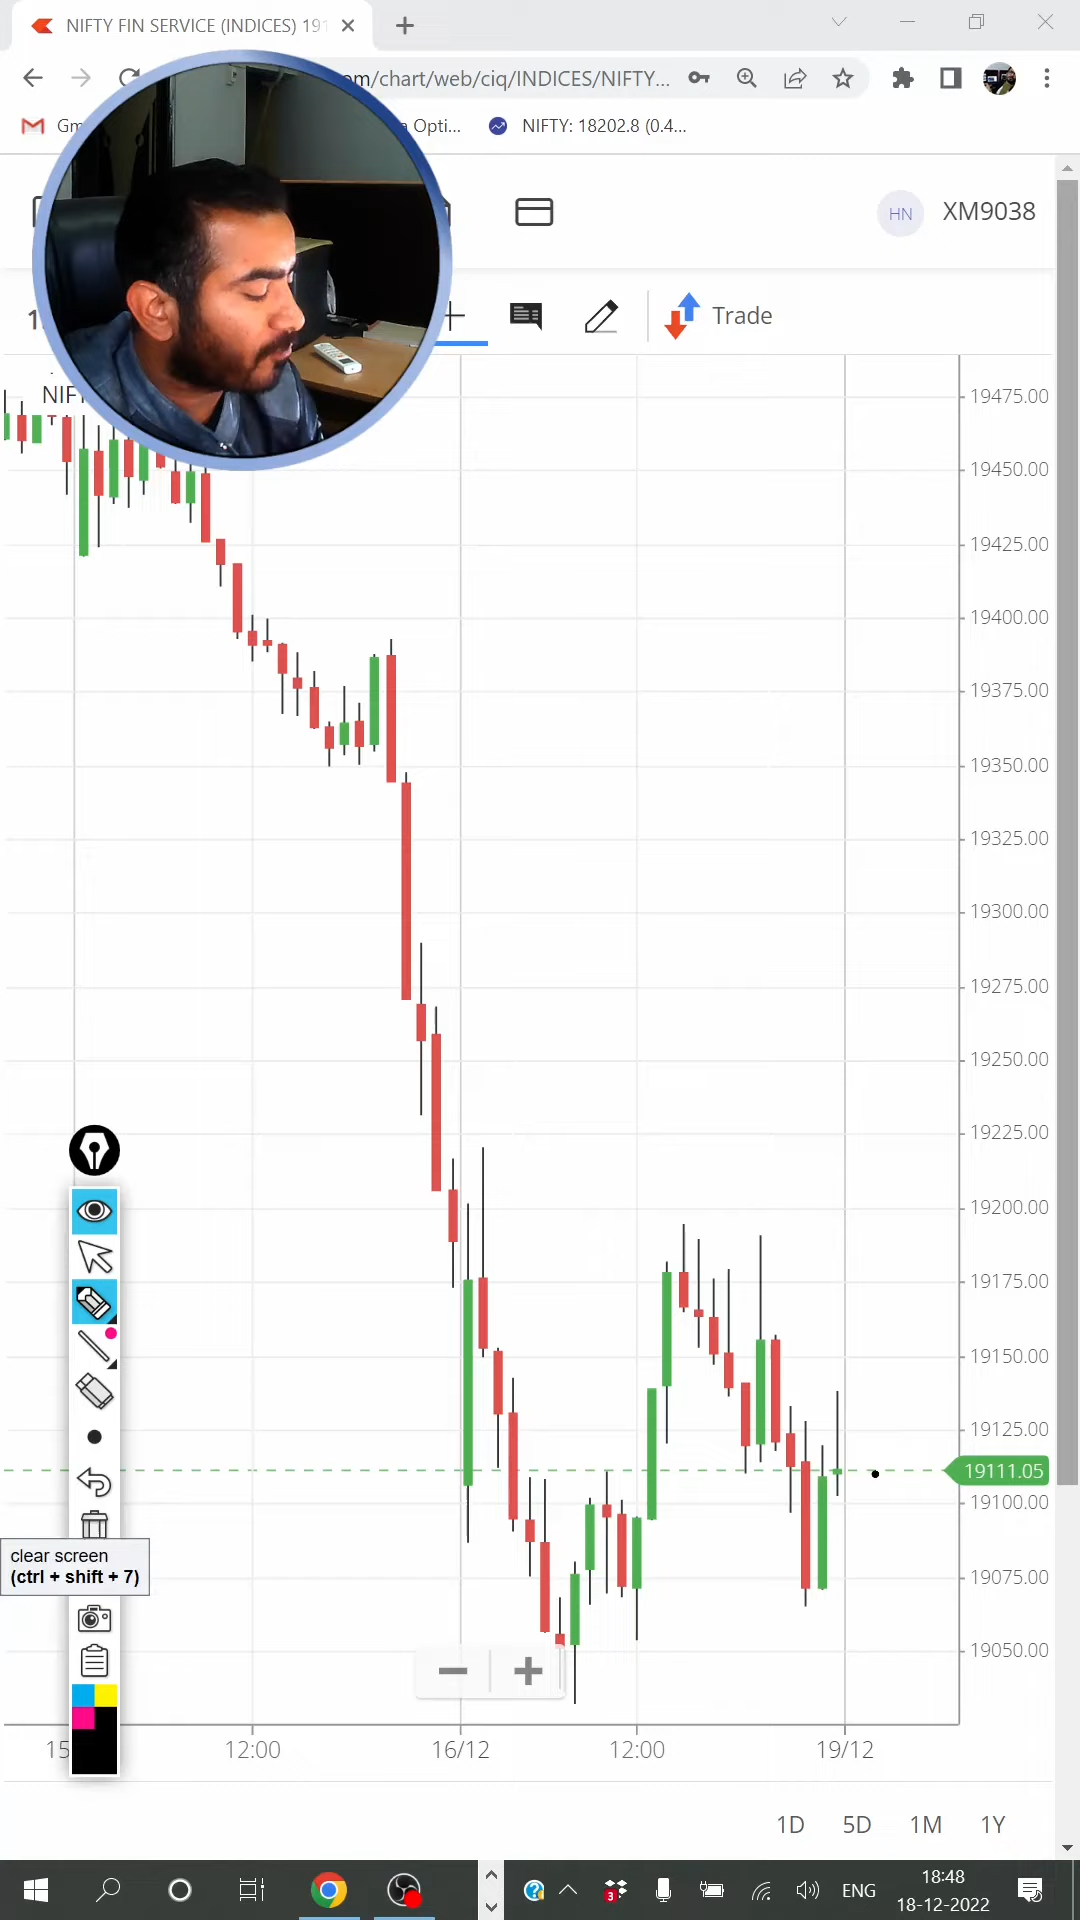 NIFTY FIN SERVICE (INDICES) 191
om/chart/web/ciq/INDICES/NIFTY...
Gm
Opti...
NIFTY: 18202.8 (0.4...
HN
XM9038
Trade
NIF
19475.00
19450.00
19425.00
19400.00
19375.00
19350.00
19325.00
19300.00
19275.00
19250.00
19225.00
19200.00
19175.00
19150.00
19125.00
19111.05
19100.00
19075.00
19050.00
clear screen
(ctrl + shift + 7)
15
12:00
16/12
12:00
19/12
1D
5D
1M
1Y
3
ENG
18:48
18-12-2022